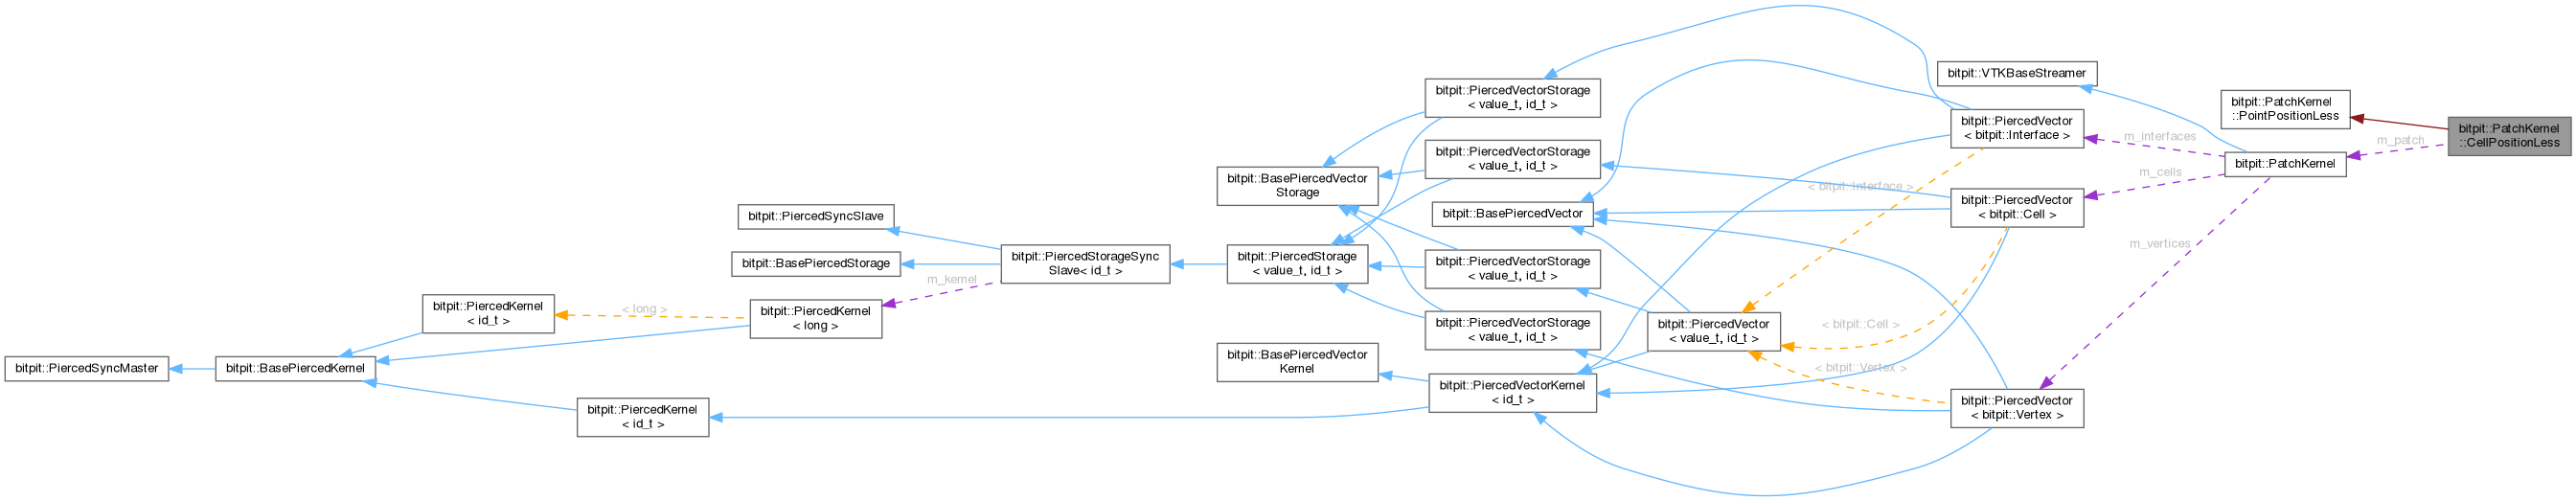 bitpit::PiercedSyncMaster
bitpit::BasePiercedKernel
bitpit::PiercedKernel
< id_t >
bitpit::PiercedKernel
< id_t >
< long >
bitpit::PiercedSyncSlave
bitpit::BasePiercedStorage
bitpit::PiercedKernel
< long >
m_kernel
bitpit::PiercedStorageSync
Slave< id_t >
bitpit::BasePiercedVector
Storage
bitpit::PiercedStorage
< value_t, id_t >
bitpit::BasePiercedVector
Kernel
bitpit::PiercedVectorStorage
< value_t, id_t >
bitpit::PiercedVectorStorage
< value_t, id_t >
bitpit::BasePiercedVector
bitpit::PiercedVectorStorage
< value_t, id_t >
bitpit::PiercedVectorStorage
< value_t, id_t >
bitpit::PiercedVectorKernel
< id_t >
bitpit::PiercedVector
< value_t, id_t >
< bitpit::Interface >
< bitpit::Cell >
< bitpit::Vertex >
bitpit::VTKBaseStreamer
bitpit::PiercedVector
< bitpit::Interface >
bitpit::PiercedVector
< bitpit::Cell >
bitpit::PiercedVector
< bitpit::Vertex >
m_interfaces
m_cells
m_vertices
bitpit::PatchKernel
::PointPositionLess
bitpit::PatchKernel
m_patch
bitpit::PatchKernel
::CellPositionLess